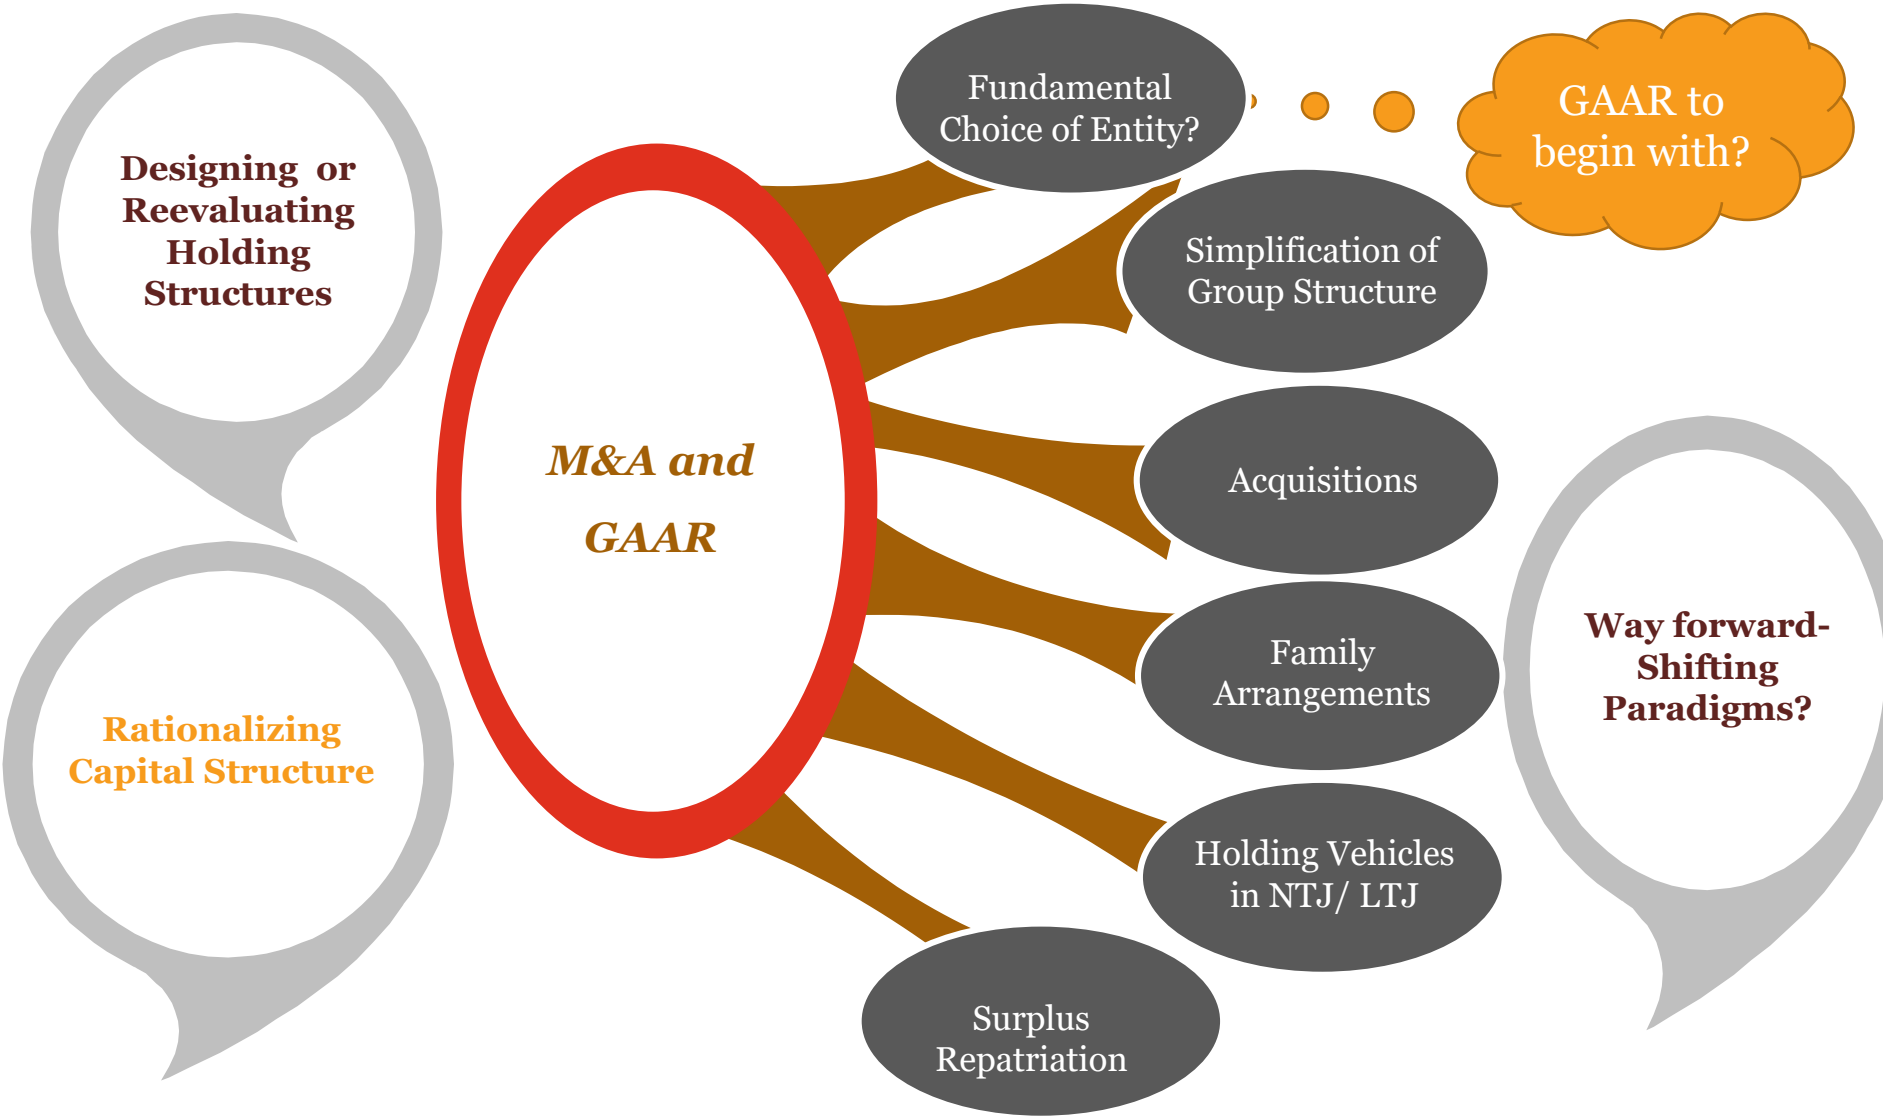 Designing or
Reevaluating
Holding
Structures
Rationalizing
Capital Structure
M&A and
GAAR
Fundamental
Choice of Entity?
GAAR to
begin with?
Simplification of
Group Structure
Acquisitions
Family
Arrangements
Holding Vehicles
in NTJ/ LTJ
Surplus
Repatriation
Way forward-
Shifting
Paradigms?